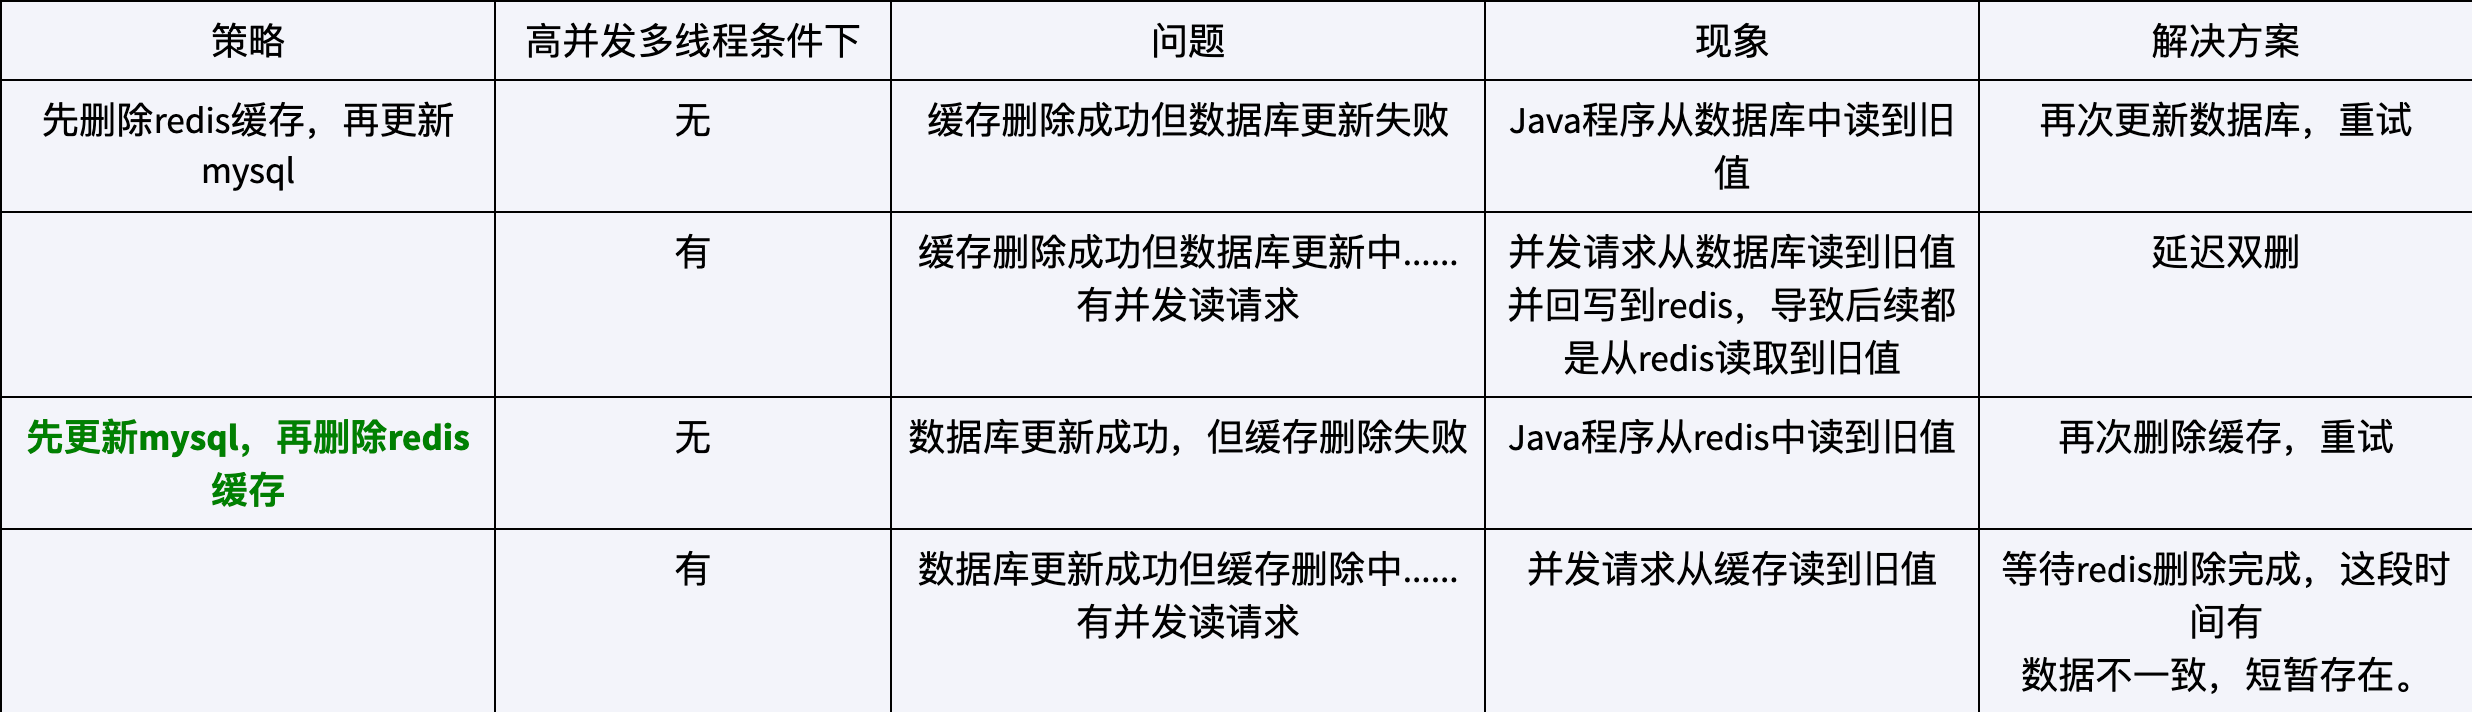 策略 高并发多线程条件下 问题 现象 解决方案
先删除redis缓存，再更新
mysql
无
缓存删除成功但数据库更新失败
Java程序从数据库中读到旧
值
再次更新数据库，重试
有
缓存删除成功但数据库更新中......
有并发读请求
并发请求从数据库读到旧值
并回写到redis，导致后续都
是从redis读取到旧值
延迟双删
先更新mysql，再删除redis
缓存
无
数据库更新成功，但缓存删除失败
Java程序从redis中读到旧值
再次删除缓存，重试
有
数据库更新成功但缓存删除中......
有并发读请求
并发请求从缓存读到旧值
等待redis删除完成，这段时
间有
数据不一致，短暂存在。